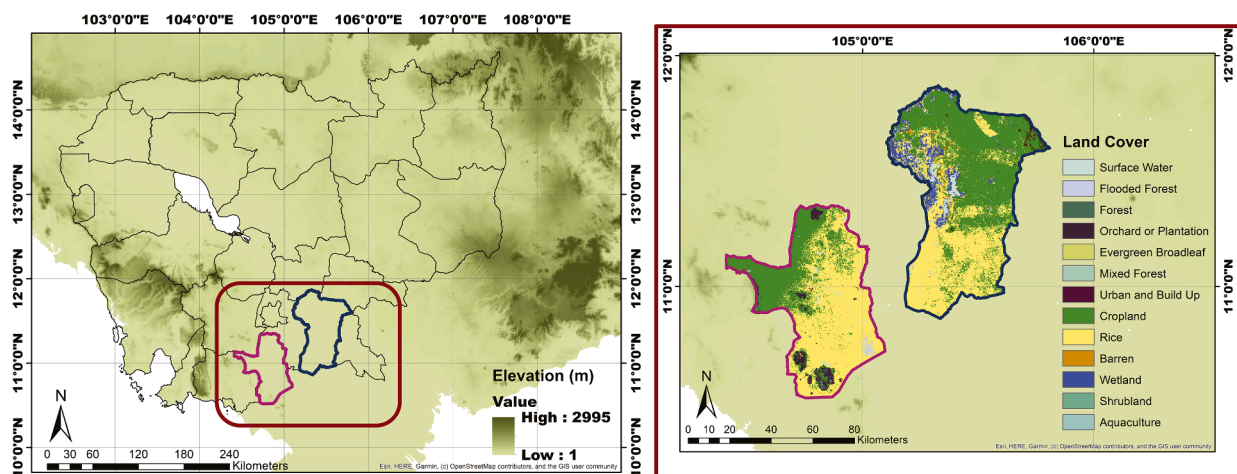 103°0'0"E 104°0'0"E 105°0'0"E 106°0'0"E 107°0'0"E 108°0'0"E
14°0'0"N
13°0'0"N
12°0'0"N
11°0'0"N
10°0'0"N
N
0 30 60 120 180 240
Kilometers
Elevation (m)
Value
High : 2995
Low : 1
Esri, HERE, Garmin, (c) OpenStreetMap contributors, and the GIS user community
105°0'0"E 106°0'0"E
12°0'0"N
11°0'0"N
11°0'0"N
Land Cover
Surface Water
Flooded Forest
Forest
Orchard or Plantation
Evergreen Broadleaf
Mixed Forest
Urban and Build Up
Cropland
Rice
Barren
Wetland
Shrubland
Aquaculture
N
0 10 20 40 60 80
Kilometers
Esri, HERE, Garmin, (c) OpenStreetMap contributors, and the GIS user community